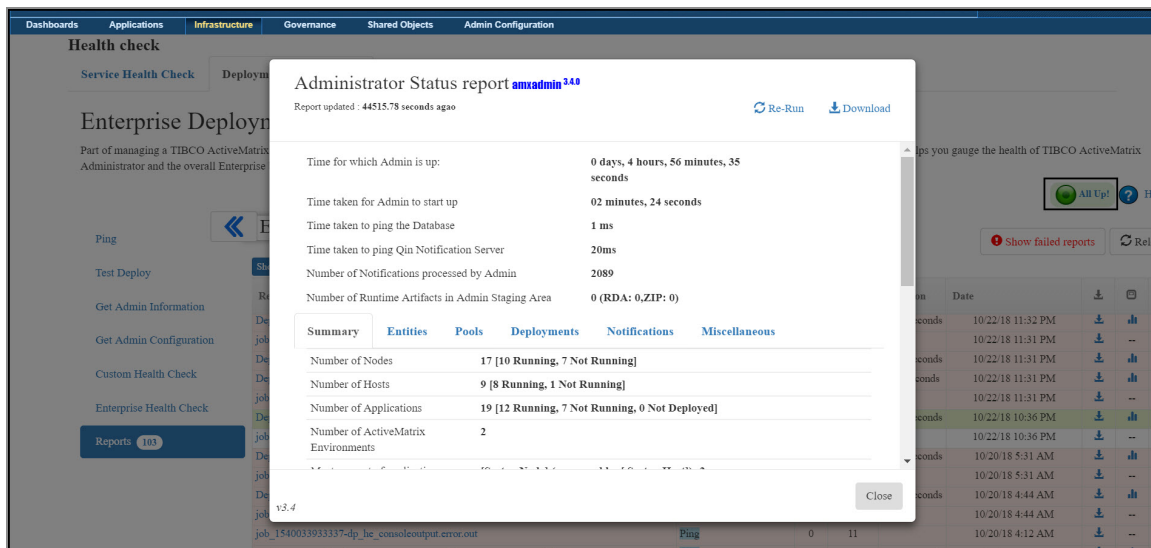 Dashboards Applications Infrastructure Governance Shared Objects Admin Configuration
Health check
Service Health Check
Enterprise
Part of managing a TIBCO
Administrator and the overall Enterprise
you gauge the health of TIBCO ActiveMatrix
All Up!
Show failed reports
Ping
Test Deploy
Get Admin Information
Get Admin Configuration
Custom Health Check
Enterprise Health Check
Reports 103
Administrator Status report amxadmin 3.4.0
Report updated : 44515.78 seconds agao
Re-Run Download
Time for which Admin is up: 0 days, 4 hours, 56 minutes, 35
seconds
Time taken for Admin to start up 02 minutes, 24 seconds
Time taken to ping the Database 1 ms
Time taken to ping Qin Notification Server 20ms
Number of Notifications processed by Admin 2089
Number of Runtime Artifacts in Admin Staging Area 0 (RDA: 0,ZIP: 0)
Summary Entities Pools Deployments Notifications Miscellaneous
Number of Nodes 17 [10 Running, 7 Not Running]
Number of Hosts 9 [8 Running, 1 Not Running]
Number of Applications 19 [12 Running, 7 Not Running, 0 Not Deployed]
Number of ActiveMatrix 2
Environments
v3.4
Close
Date
10/22/18 11:32 PM
10/22/18 11:31 PM --
10/22/18 11:31 PM
10/22/18 11:31 PM
10/22/18 11:31 PM --
10/22/18 10:36 PM
10/22/18 10:36 PM --
10/20/18 5:31 AM
10/20/18 5:31 AM --
10/20/18 4:44 AM
10/20/18 4:44 AM --
job_1540033933337-dp_he_consoleoutput.error.out Ping 0 11 10/20/18 4:12 AM --